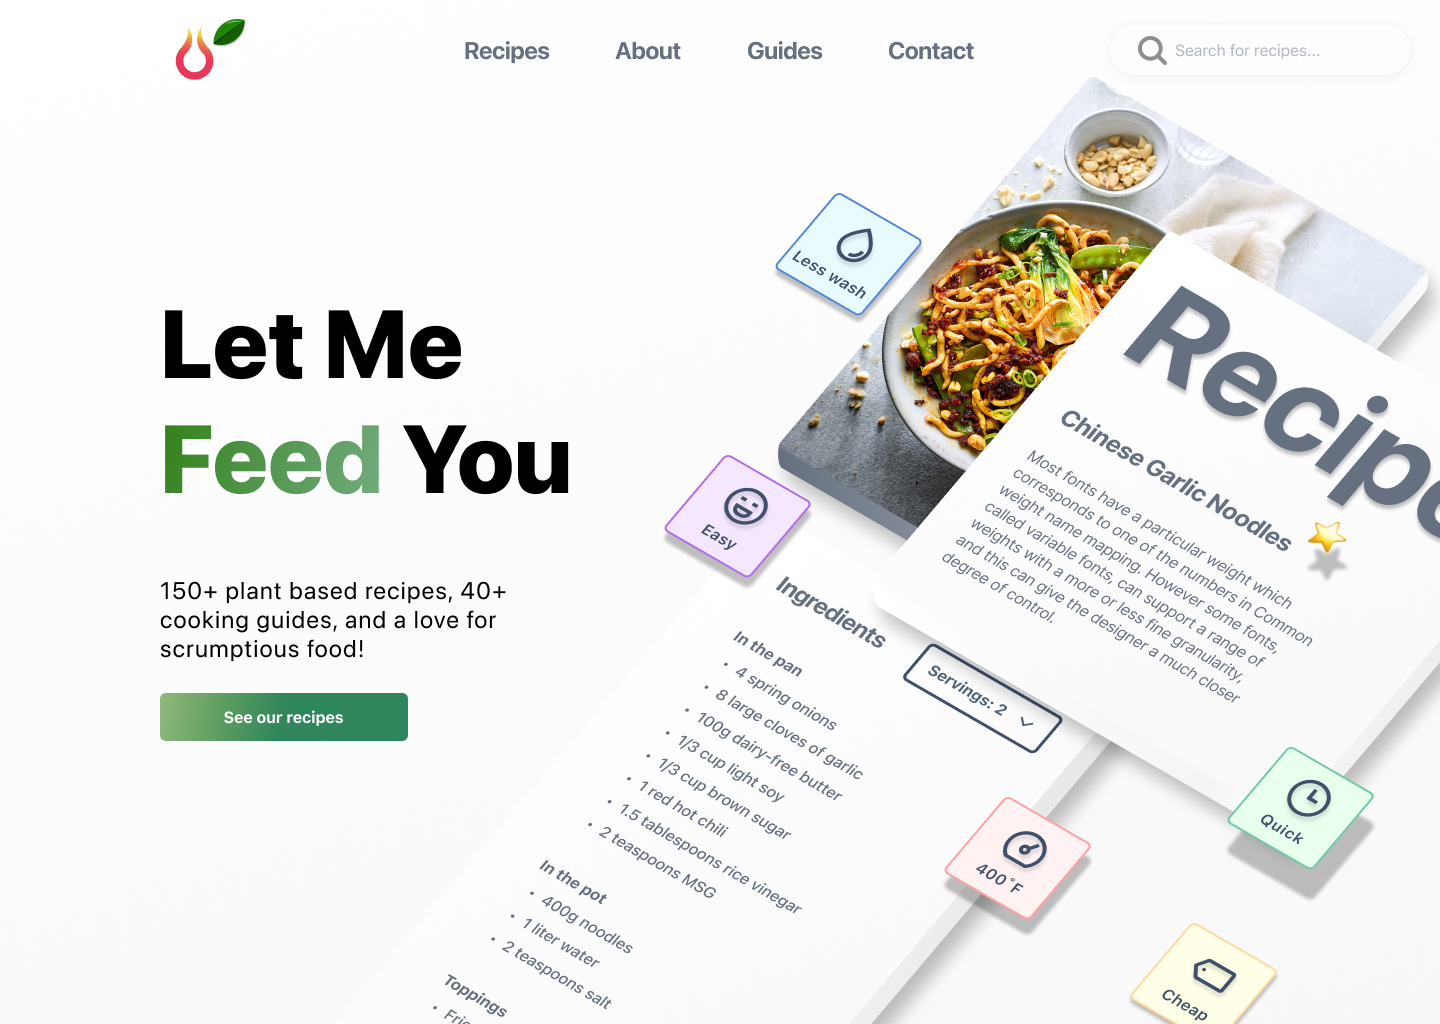 Recipes
About
Guides
Contact
Search for recipes...
Let Me
Feed You
150+ plant based recipes, 40+
cooking guides, and a love for
scrumptious food!
See our recipes
Less wash
Easy
Chinese Garlic Noodles
Most fonts have a particular weight which
corresponds to one of the numbers in Common
weight name mapping. However some fonts,
called variable fonts, can support a range of
weights with a more or less fine granularity,
and this can give the designer a much closer
degree of control.
Ingredients
Servings: 2
In the pan
• 4 spring onions
• 8 large cloves of garlic
• 100g dairy-free butter
• 1/3 cup light soy
• 1/3 cup brown sugar
• 1 red hot chili
• 1.5 tablespoons rice vinegar
• 2 teaspoons MSG
In the pot
• 400g noodles
• 1 liter water
• 2 teaspoons salt
Toppings
400°F
Quick
Cheap